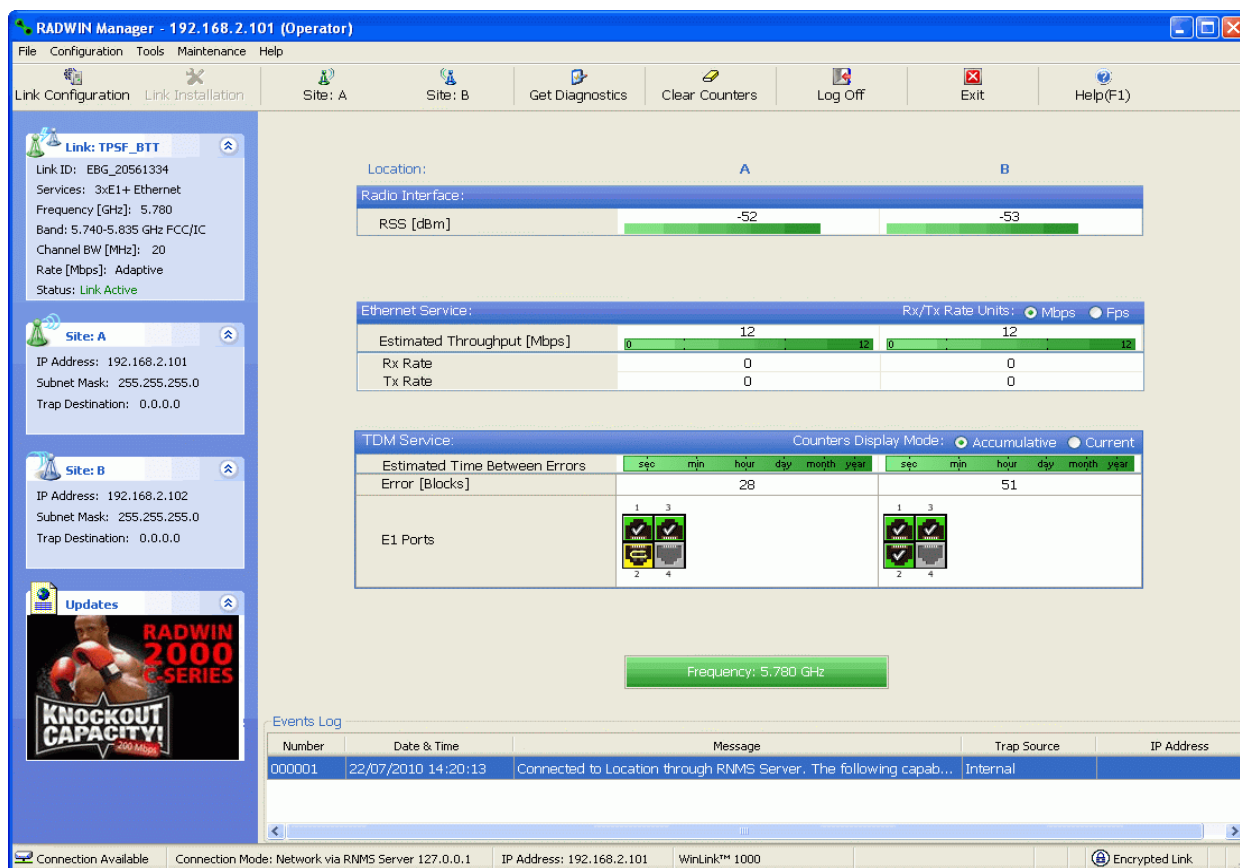 RADWIN Manager - 192.168.2.101 (Operator)
File Configuration Tools Maintenance Help
Link Configuration Link Installation Site: A Site: B Get Diagnostics Clear Counters Log Off Exit Help(F1)
Link: TPSF_BTT
Link ID: EBG_20561334
Services: 3xE1+ Ethernet
Frequency [GHz]: 5.780
Band: 5.740-5.835 GHz FCC/IC
Channel BW [MHz]: 20
Rate [Mbps]: Adaptive
Status: Link Active
Site: A
IP Address: 192.168.2.101
Subnet Mask: 255.255.255.0
Trap Destination: 0.0.0.0
Site: B
IP Address: 192.168.2.102
Subnet Mask: 255.255.255.0
Trap Destination: 0.0.0.0
Updates
RADWIN
2000
C-SERIES
KNOCKOUT
CAPACITY!
200 Mbps
Location: A B
Radio Interface:
RSS [dBm] -52 -53
Ethernet Service: Rx/Tx Rate Units: Mbps Fps
Estimated Throughput [Mbps] 12 12
0 12 0 12
Rx Rate 0 0
Tx Rate 0 0
TDM Service: Counters Display Mode: Accumulative Current
Estimated Time Between Errors sec min hour day month year sec min hour day month year
Error [Blocks] 28 51
1 3 1 3
E1 Ports
2 4 2 4
Frequency: 5.780 GHz
Events Log
Number Date & Time Message Trap Source IP Address
000001 22/07/2010 14:20:13 Connected to Location through RNMS Server. The following capab... Internal
Connection Available Connection Mode: Network via RNMS Server 127.0.0.1 IP Address: 192.168.2.101 WinLink™ 1000 Encrypted Link